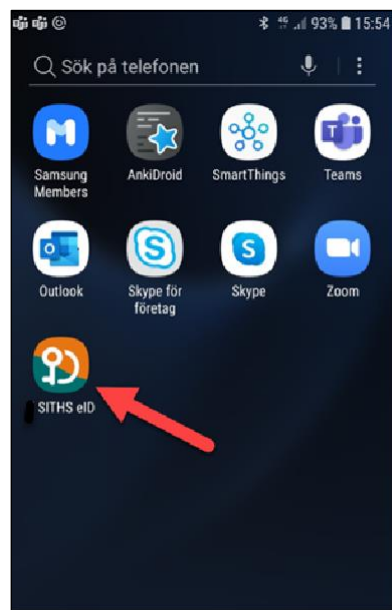 93% 15:54
Sök på telefonen
Samsung
Members
AnkiDroid
SmartThings
Teams
Outlook
Skype för
företag
Skype
Zoom
SITHS eID